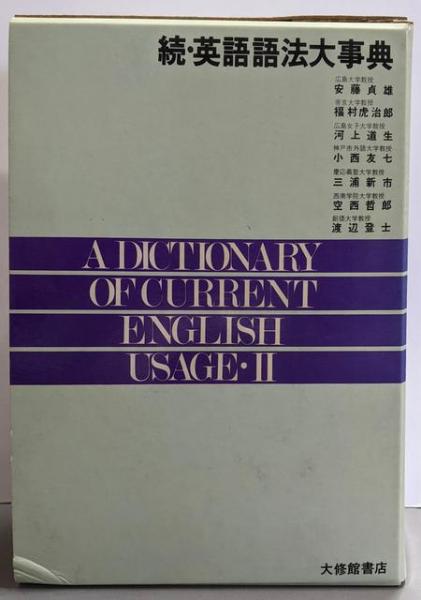 続・英語語法大事典
広島大学教授
安藤貞雄
帝京大学教授
福村虎治郎
広島女子大学教授
河上道生
神戸市外語大学教授
小西友七
慶応義塾大学教授
三浦新市
西南学院大学教授
空西哲郎
創価大学教授
渡辺登士
A DICTIONARY
OF CURRENT
ENGLISH
USAGE・II
大修館書店